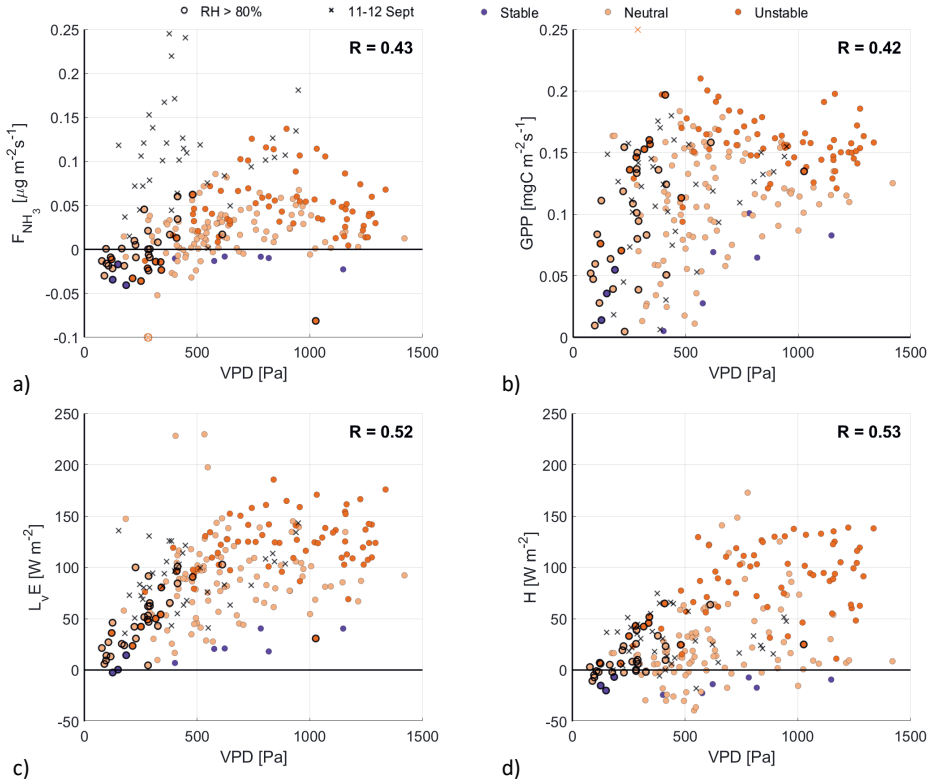 RH > 80%
11-12 Sept
Stable
Neutral
Unstable
0.25
0.2
0.15
0.1
0.05
0
-0.05
-0.1
F_NH3 [μg m⁻²s⁻¹]
R = 0.43
0 500 1000 1500
VPD [Pa]
a)
0.25
0.2
0.15
0.1
0.05
0
GPP [mgC m⁻²s⁻¹]
R = 0.42
0 500 1000 1500
VPD [Pa]
b)
250
200
150
100
50
0
-50
L_vE [W m⁻²]
R = 0.52
0 500 1000 1500
VPD [Pa]
c)
250
200
150
100
50
0
-50
H [W m⁻²]
R = 0.53
0 500 1000 1500
VPD [Pa]
d)